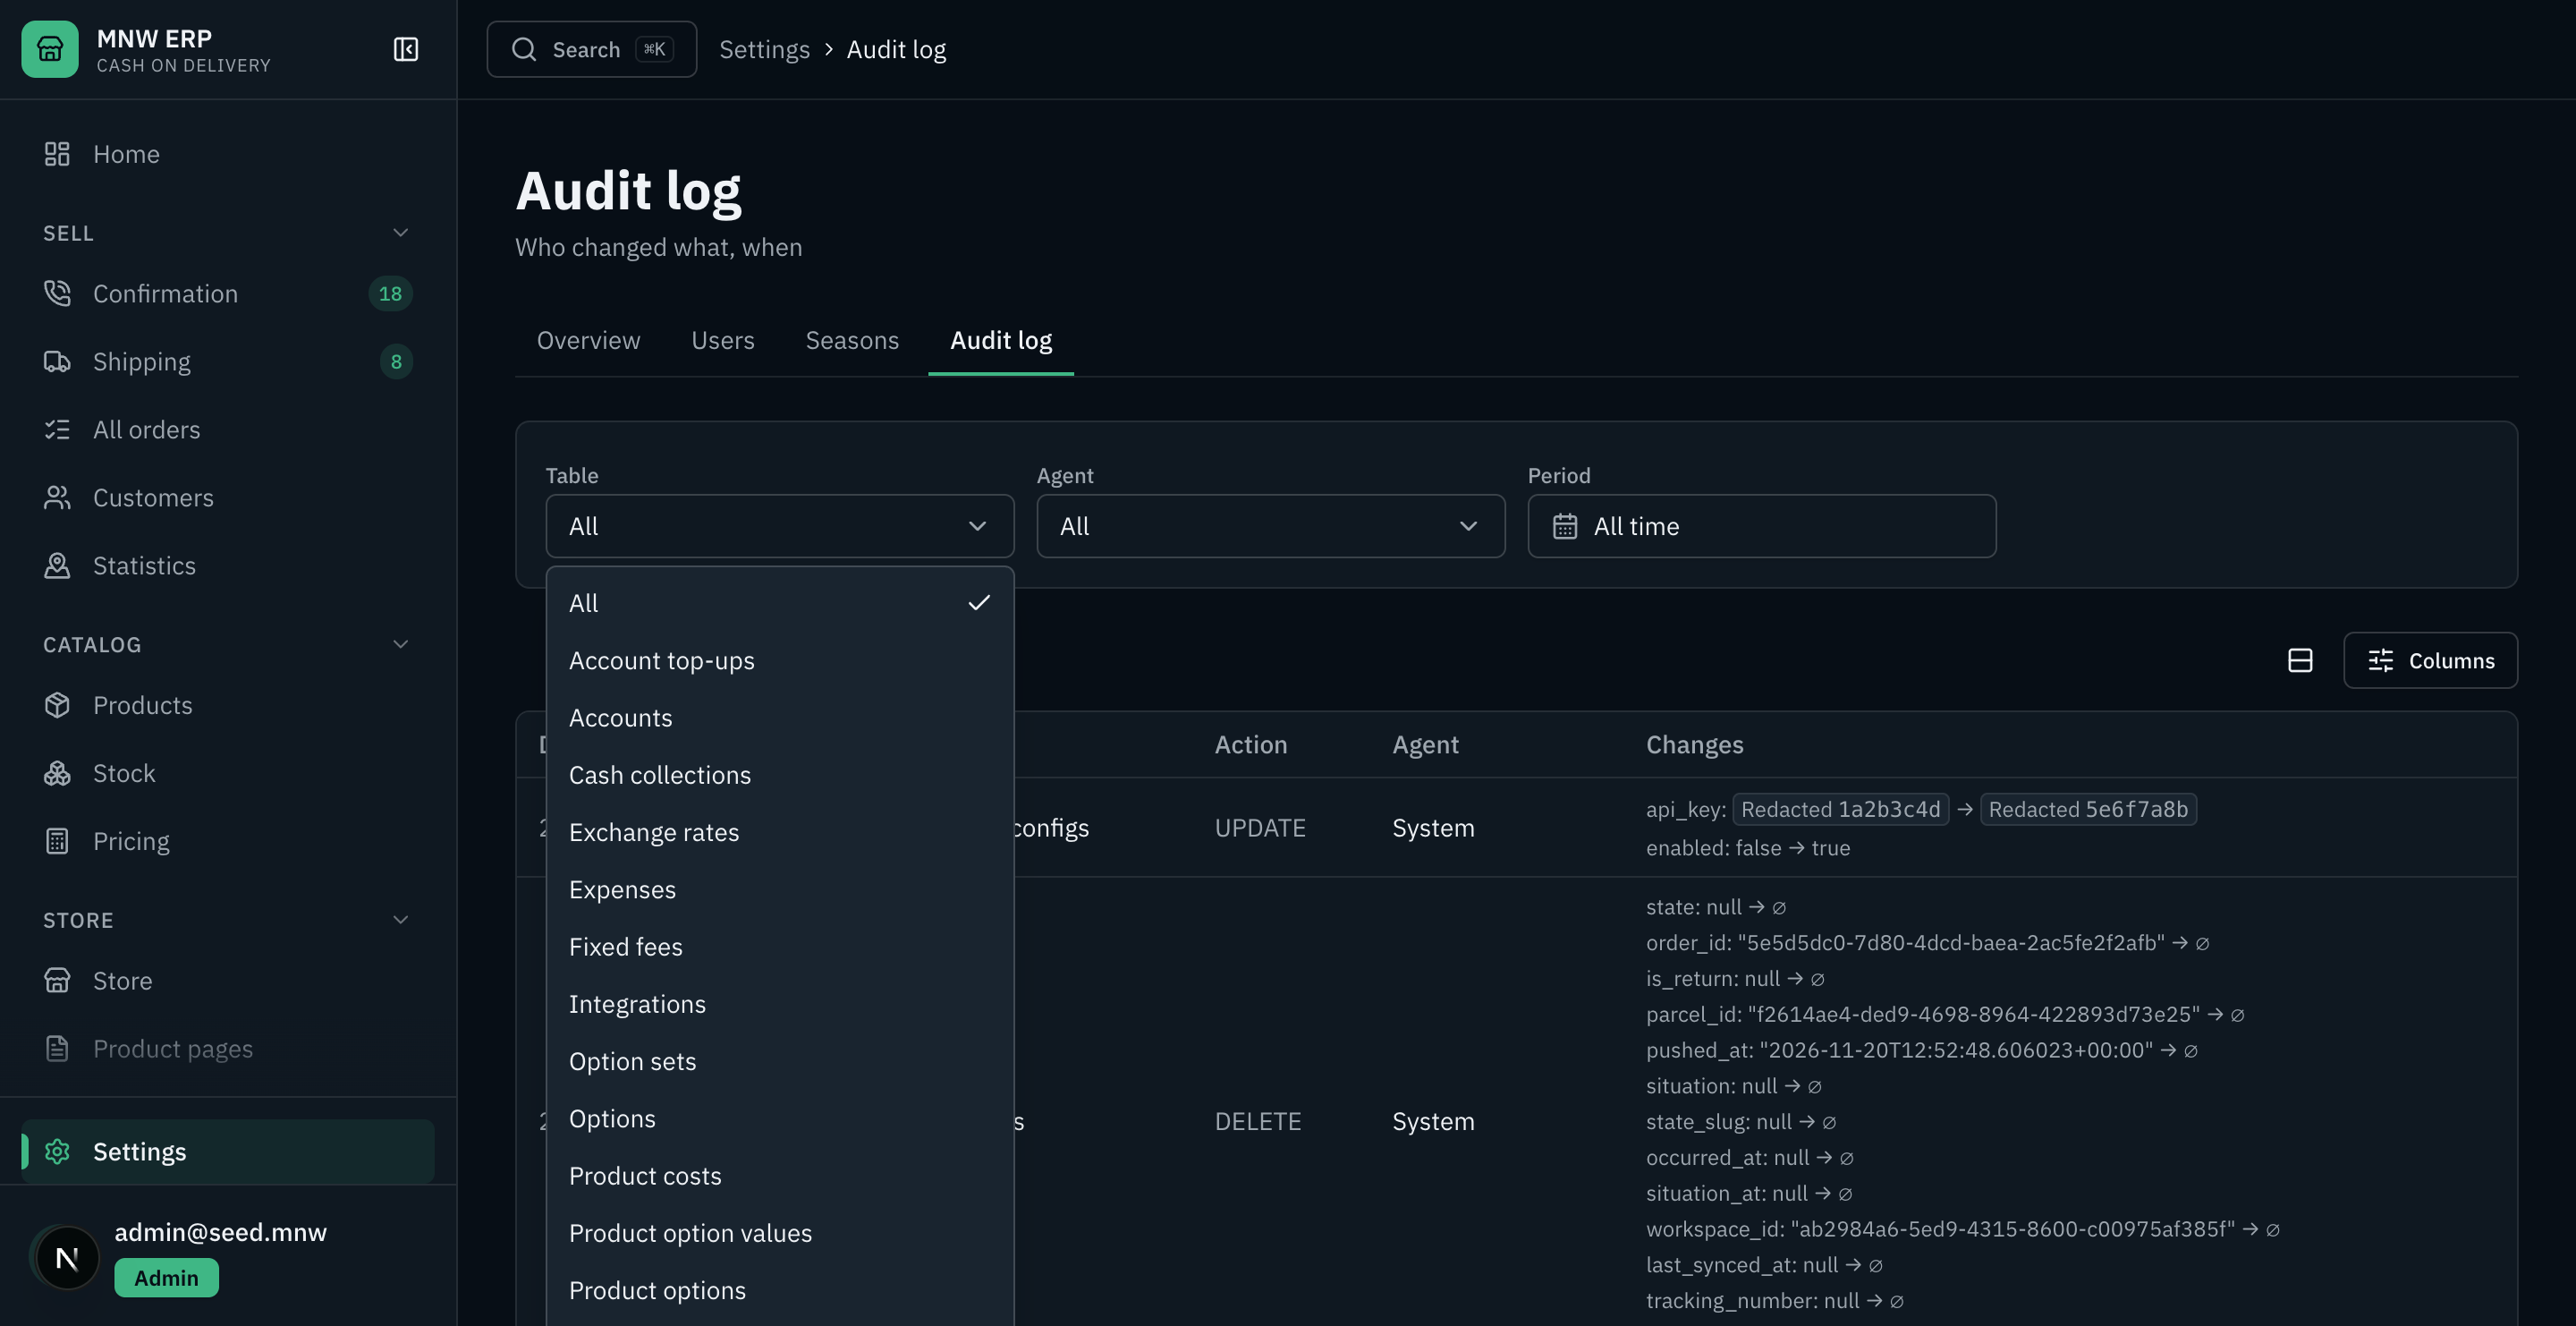 MNW ERP
CASH ON DELIVERY
Search ⌘K
Settings > Audit log
Home
SELL
Confirmation 18
Shipping 8
All orders
Customers
Statistics
CATALOG
Products
Stock
Pricing
STORE
Store
Product pages
Settings
admin@seed.mnw
Admin
Audit log
Who changed what, when
Overview Users Seasons Audit log
Table Agent Period
All All All time
All
Account top-ups
Accounts
Cash collections
Exchange rates
Expenses
Fixed fees
Integrations
Option sets
Options
Product costs
Product option values
Product options
Columns
Action Agent Changes
configs UPDATE System
api_key: Redacted 1a2b3c4d → Redacted 5e6f7a8b
enabled: false → true
s DELETE System
state: null → ∅
order_id: "5e5d5dc0-7d80-4dcd-baea-2ac5fe2f2afb" → ∅
is_return: null → ∅
parcel_id: "f2614ae4-ded9-4698-8964-422893d73e25" → ∅
pushed_at: "2026-11-20T12:52:48.606023+00:00" → ∅
situation: null → ∅
state_slug: null → ∅
occurred_at: null → ∅
situation_at: null → ∅
workspace_id: "ab2984a6-5ed9-4315-8600-c00975af385f" → ∅
last_synced_at: null → ∅
tracking_number: null → ∅